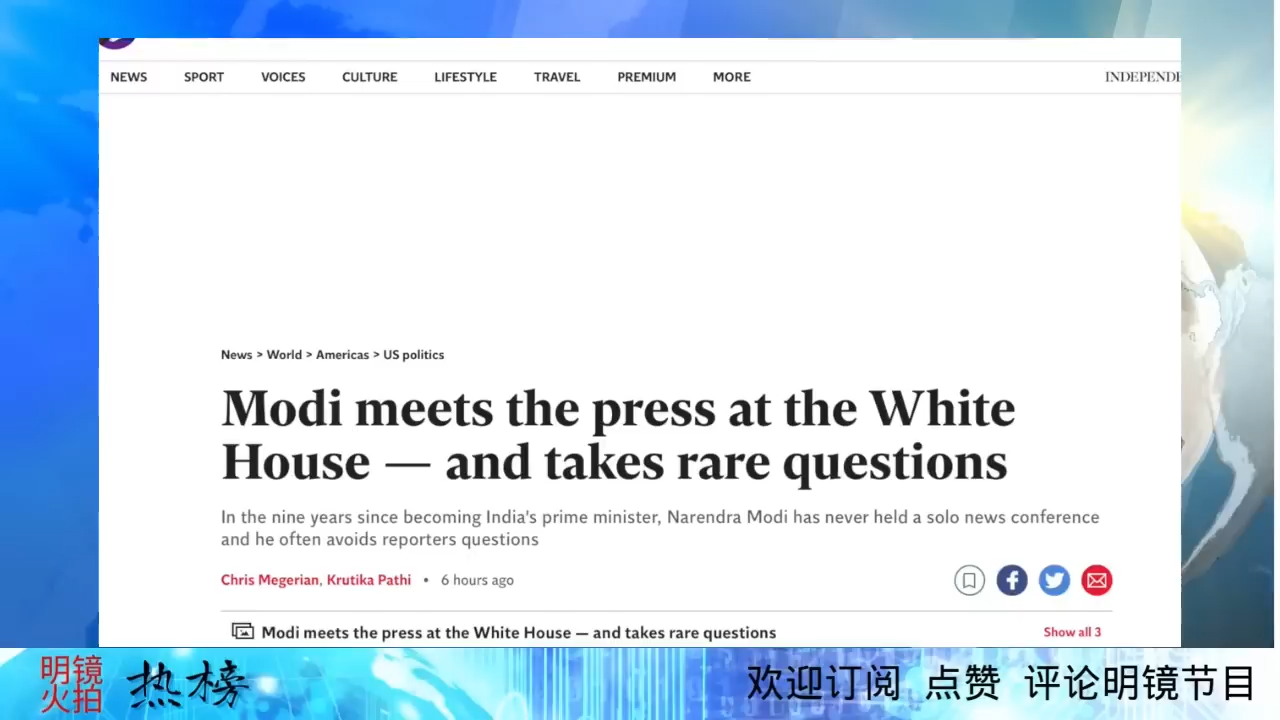 NEWS SPORT VOICES CULTURE LIFESTYLE TRAVEL PREMIUM MORE INDEPENDE
News > World > Americas > US politics
Modi meets the press at the White
House — and takes rare questions
In the nine years since becoming India's prime minister, Narendra Modi has never held a solo news conference
and he often avoids reporters questions
Chris Megerian, Krutika Pathi • 6 hours ago
Modi meets the press at the White House — and takes rare questions Show all 3
明镜
火拍
热榜
欢迎订阅 点赞 评论明镜节目